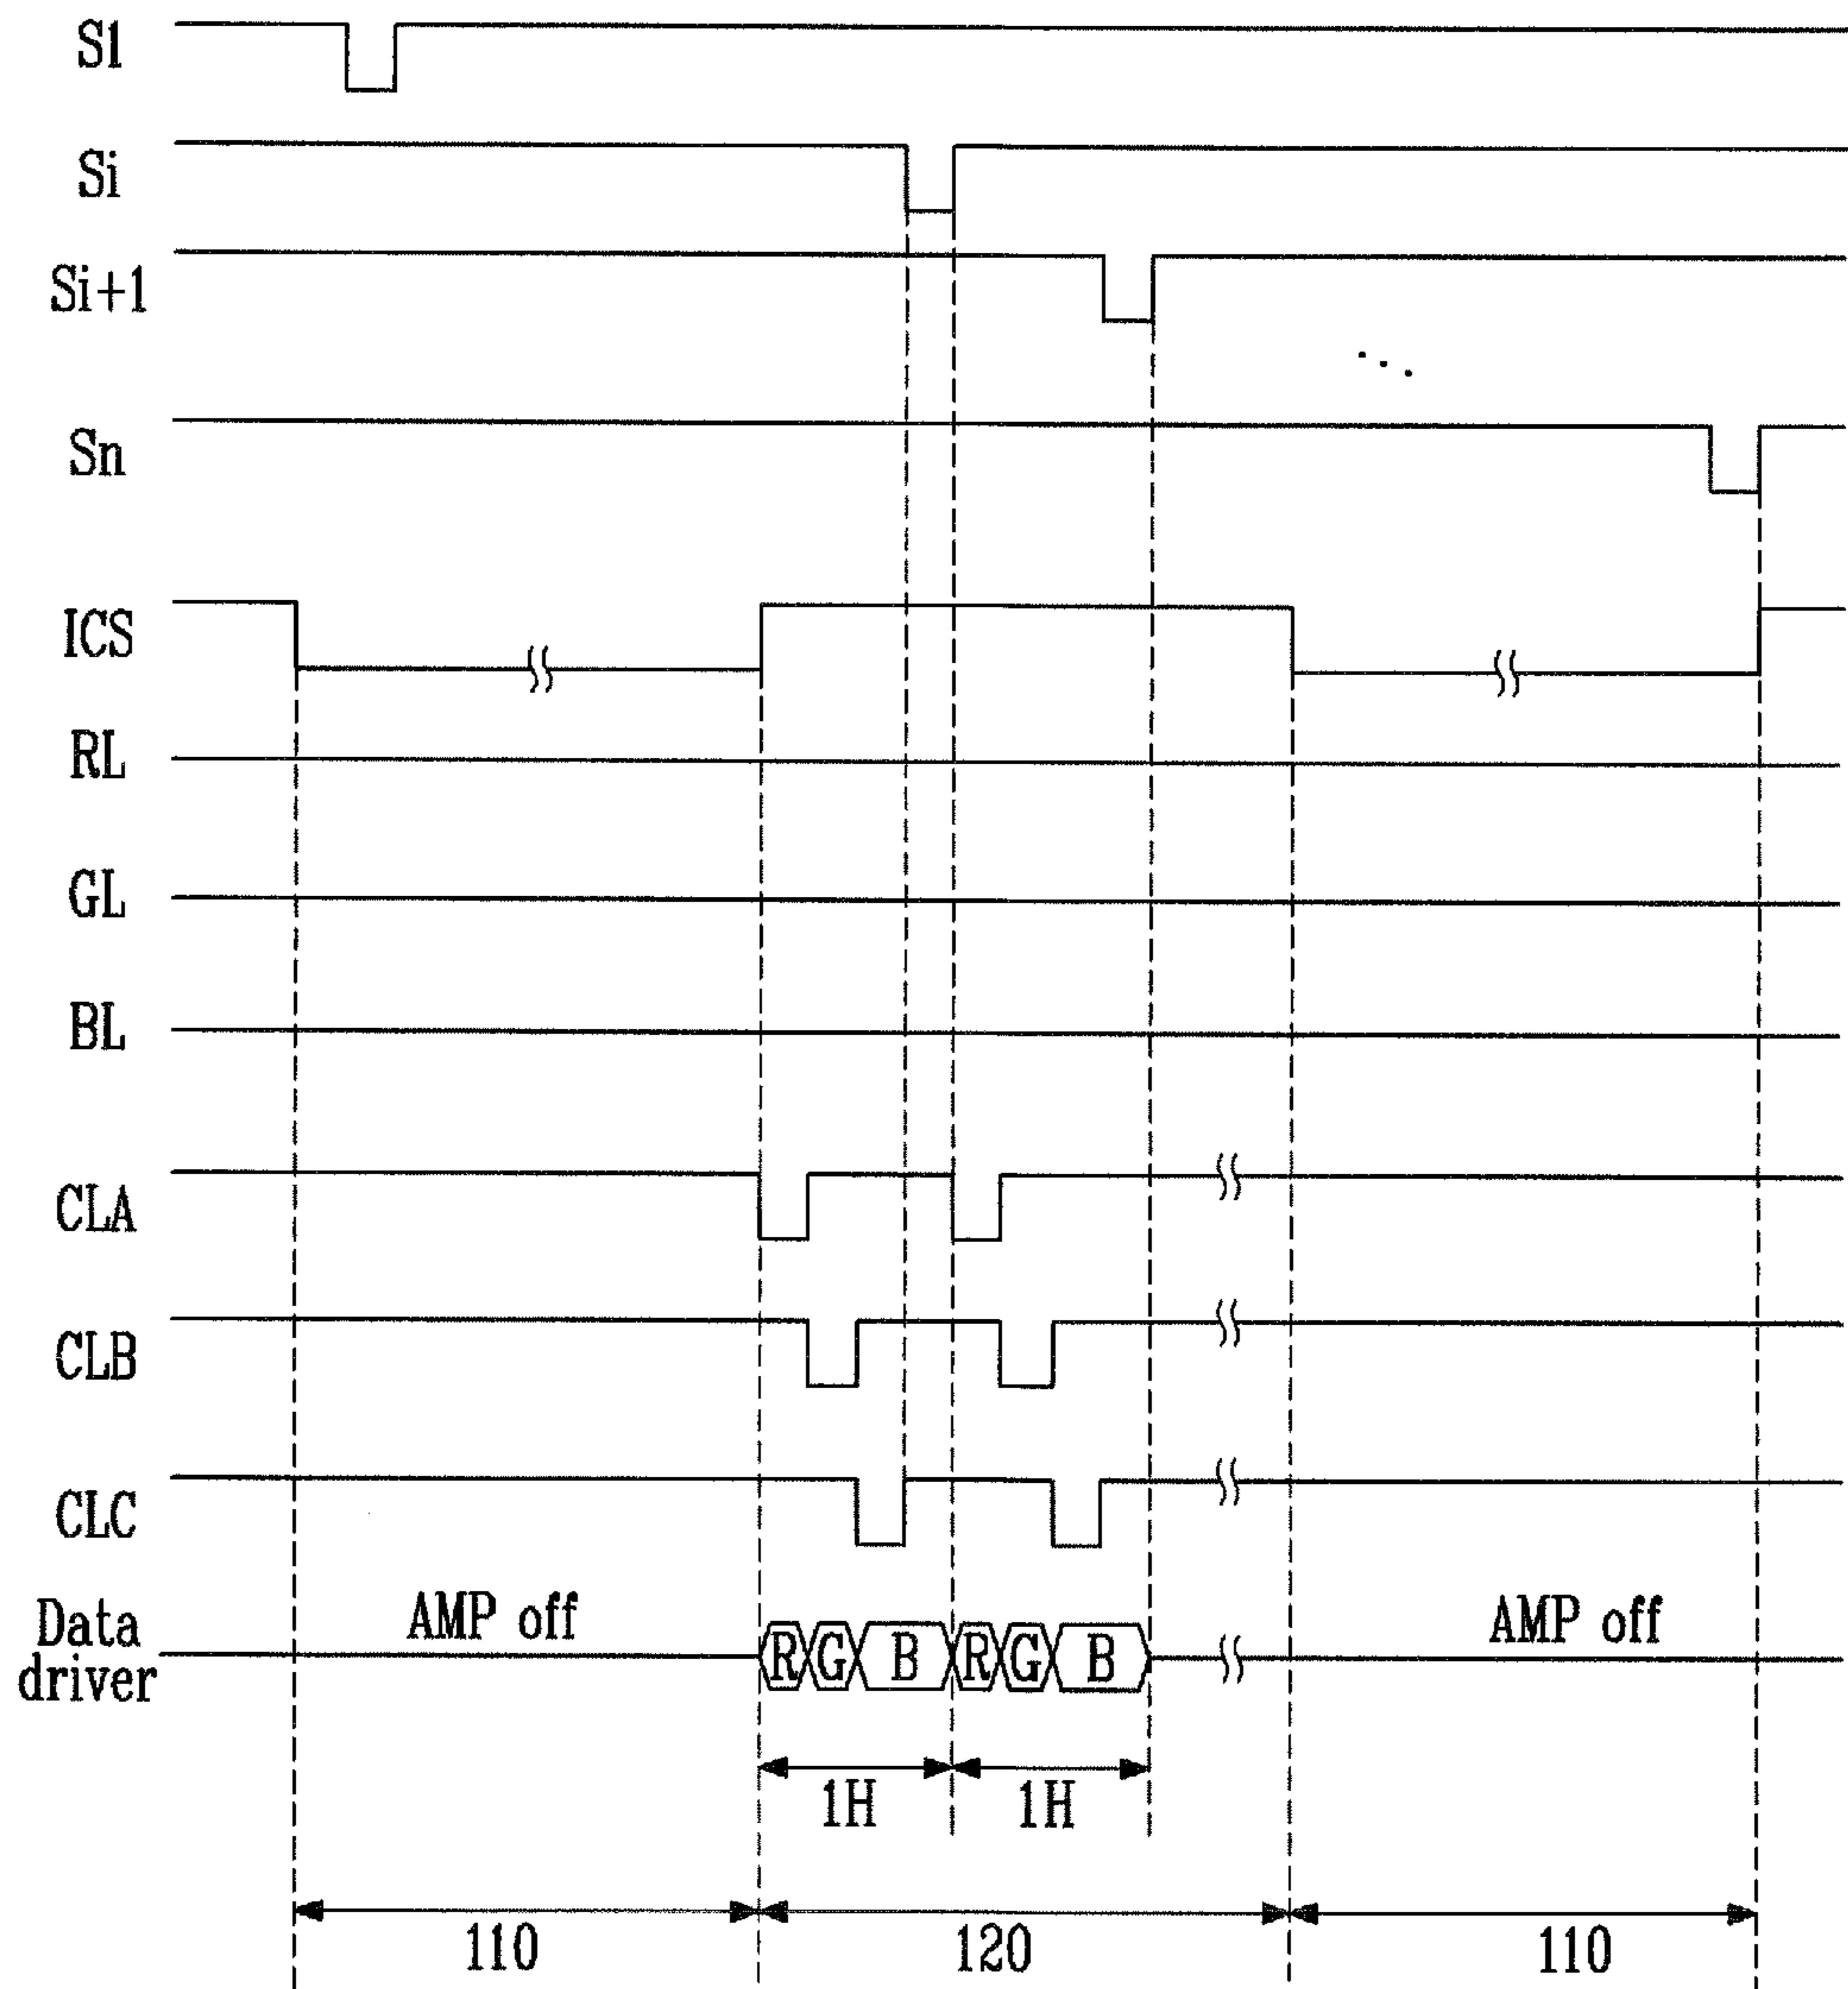 S1
Si
Si+1
Sn
ICS
RL
GL
BL
CLA
CLB
CLC
Data
driver
AMP off
R G B R G B
AMP off
1H 1H
110 120 110